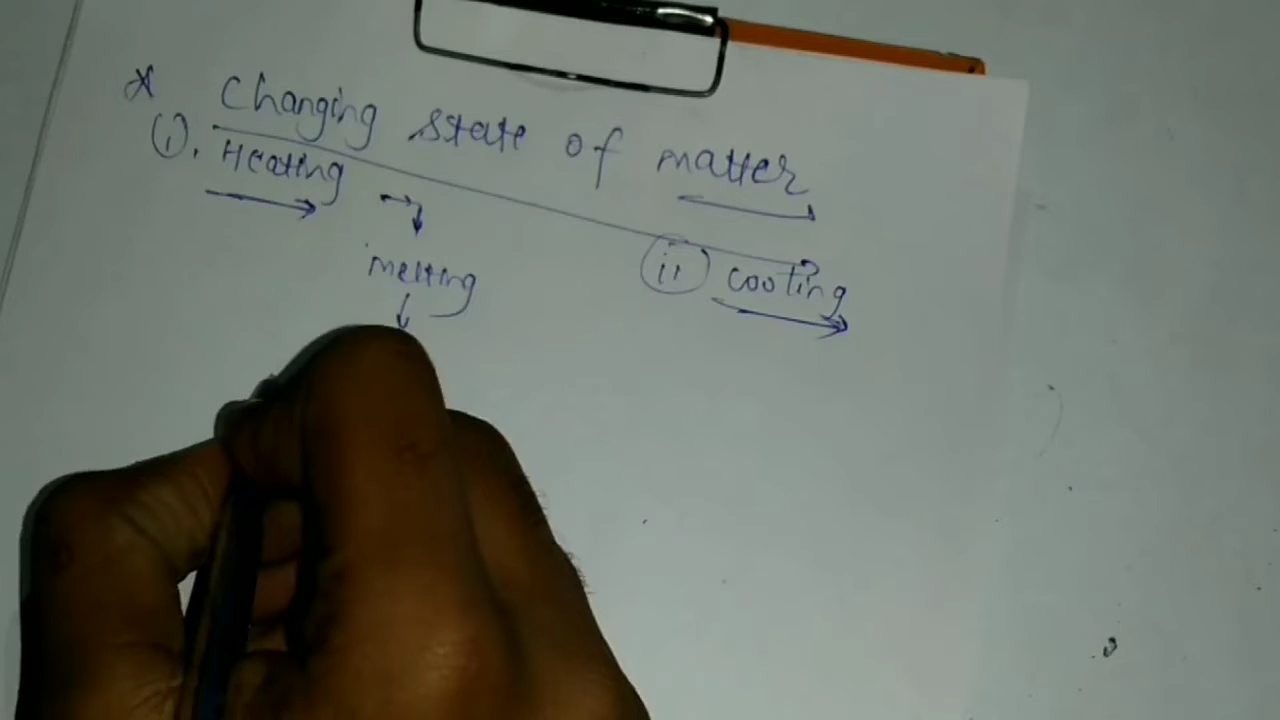 * Changing state of matter
(i). Heating
melting
(ii) cooling